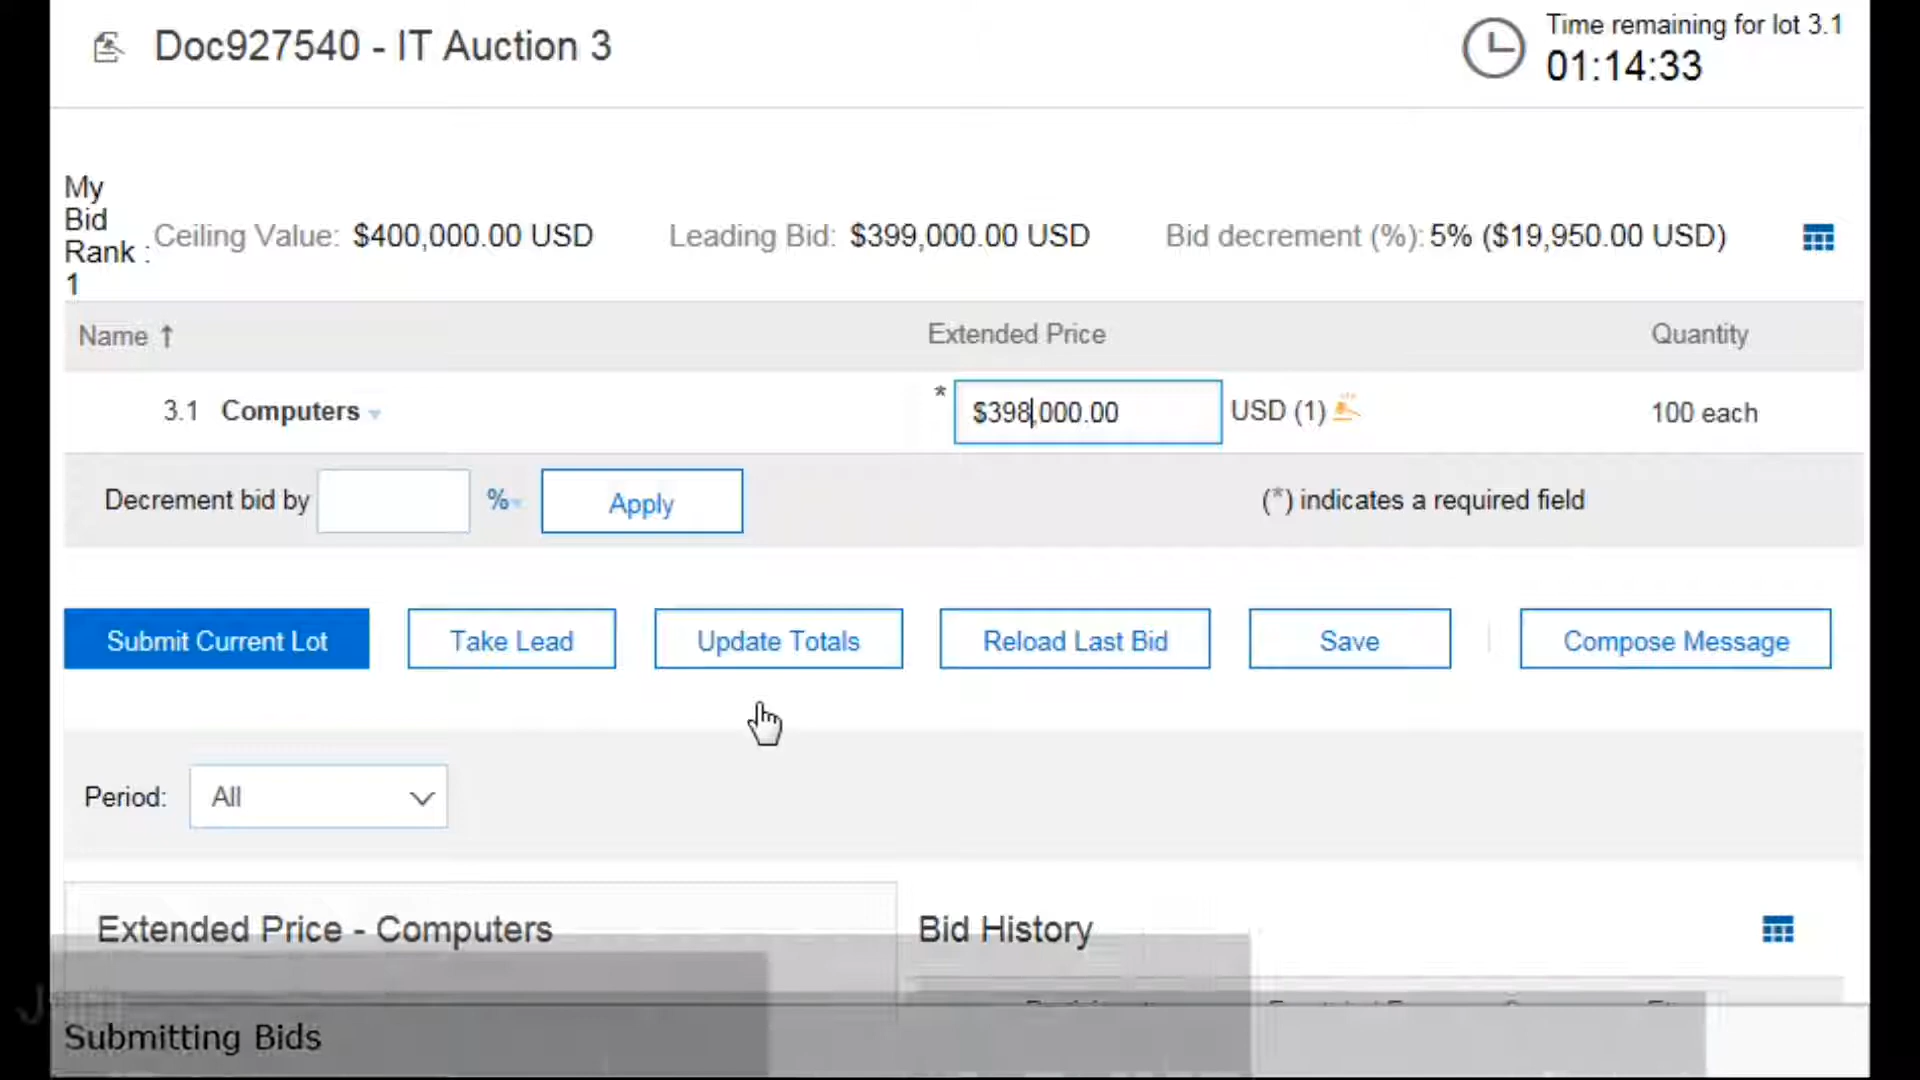 Doc927540 - IT Auction 3
Time remaining for lot 3.1
01:14:33
My Bid Rank : 1
Ceiling Value: $400,000.00 USD
Leading Bid: $399,000.00 USD
Bid decrement (%): 5% ($19,950.00 USD)
Name ↑
Extended Price
Quantity
3.1 Computers
* $398,000.00 USD (1)
100 each
Decrement bid by
%
Apply
(*) indicates a required field
Submit Current Lot
Take Lead
Update Totals
Reload Last Bid
Save
Compose Message
Period:
All
Extended Price - Computers
Bid History
Submitting Bids